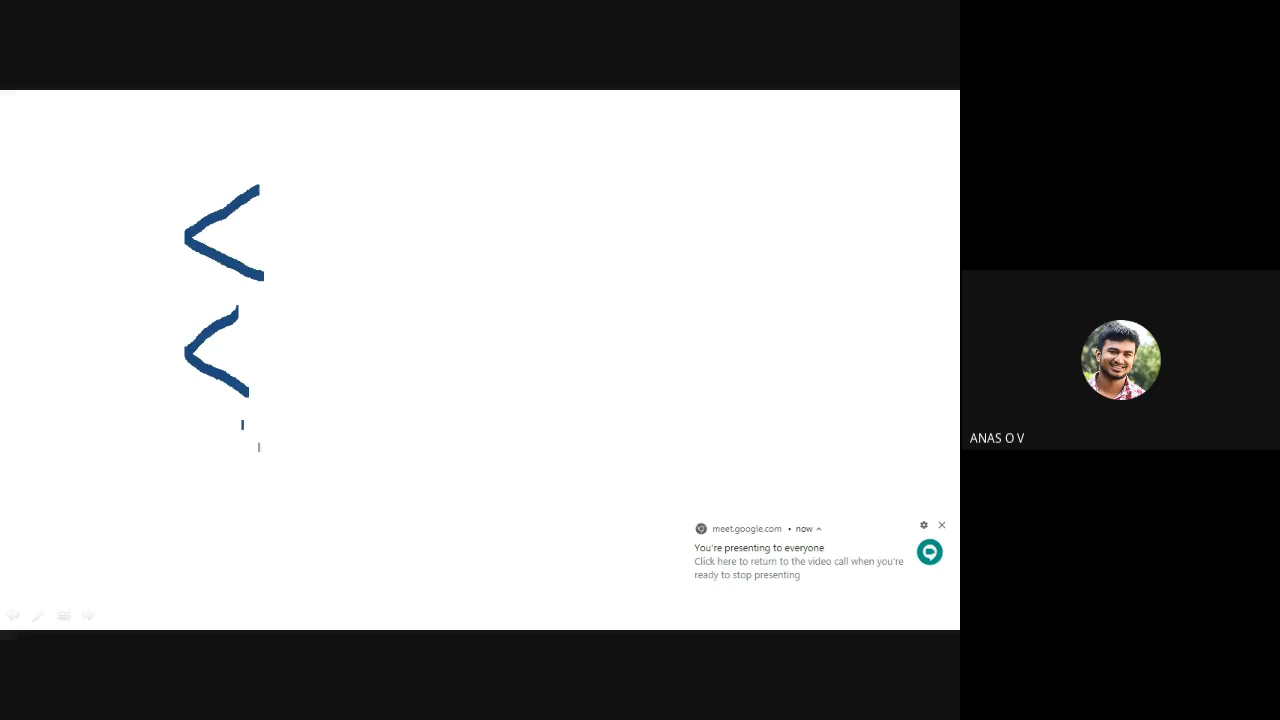 <
<
meet.google.com • now
You're presenting to everyone
Click here to return to the video call when you're
ready to stop presenting
ANAS O V